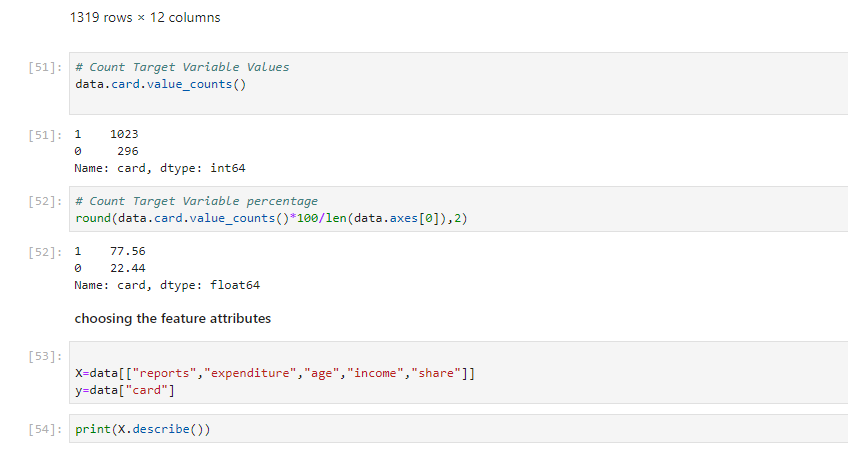 1319 rows × 12 columns
[51]: # Count Target Variable Values
data.card.value_counts()
[51]: 1    1023
0     296
Name: card, dtype: int64
[52]: # Count Target Variable percentage
round(data.card.value_counts()*100/len(data.axes[0]),2)
[52]: 1    77.56
0    22.44
Name: card, dtype: float64
choosing the feature attributes
[53]:
X=data[["reports","expenditure","age","income","share"]]
y=data["card"]
[54]: print(X.describe())